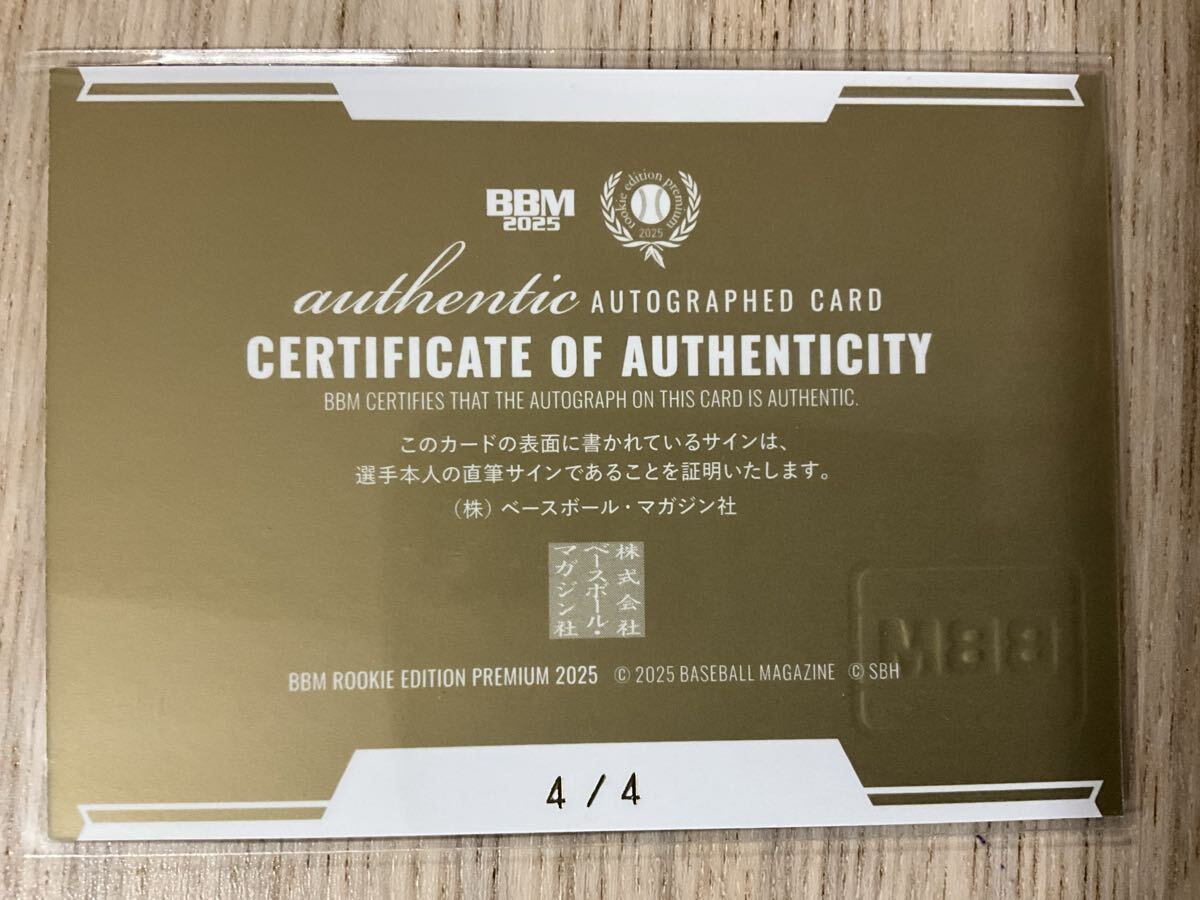 BBM
2025
rookie edition premium
2025
authentic AUTOGRAPHED CARD
CERTIFICATE OF AUTHENTICITY
BBM CERTIFIES THAT THE AUTOGRAPH ON THIS CARD IS AUTHENTIC.
このカードの表面に書かれているサインは、
選手本人の直筆サインであることを証明いたします。
（株）ベースボール・マガジン社
株式会社
ベースボール・
マガジン社
BBM ROOKIE EDITION PREMIUM 2025 © 2025 BASEBALL MAGAZINE © SBH
4/4